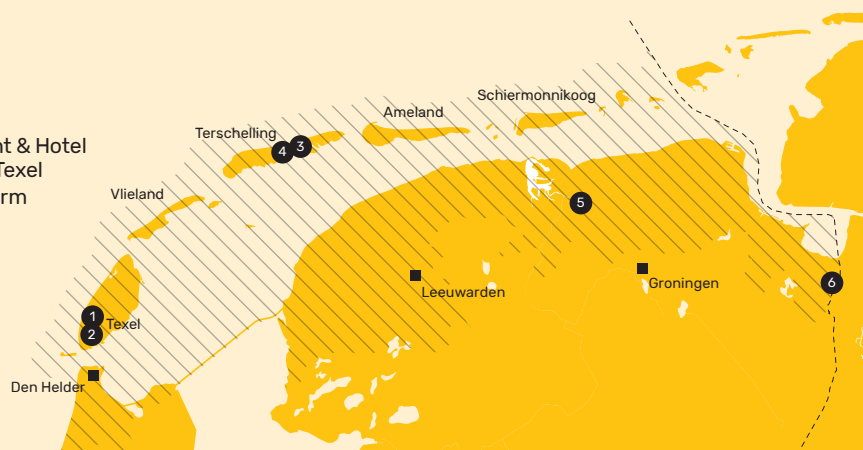 Schiermonnikoog
Ameland
Terschelling
nt & Hotel
Texel
rm
4 3
Vlieland
5
Leeuwarden
Groningen
6
1
Texel
2
Den Helder